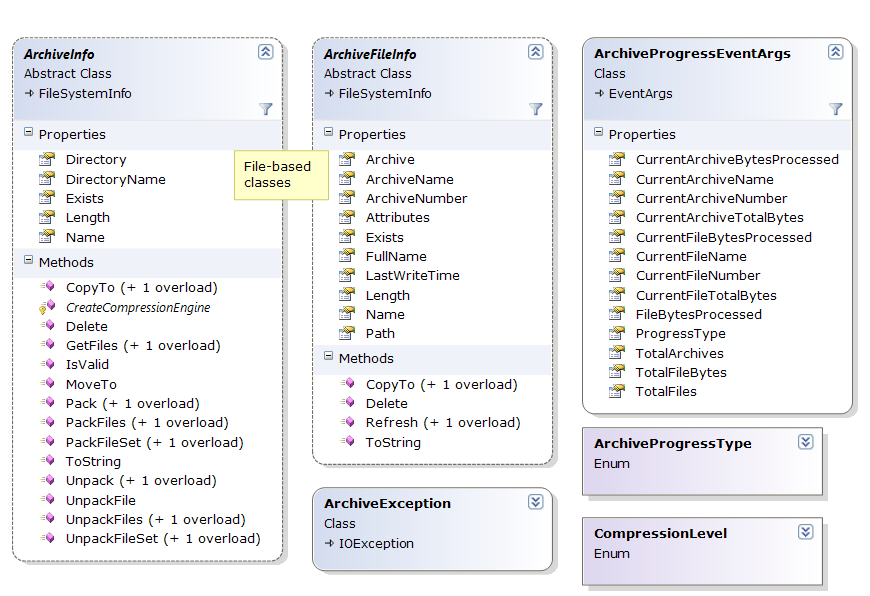 ArchiveInfo
Abstract Class
FileSystemInfo
Properties
Directory
DirectoryName
Exists
Length
Name
Methods
CopyTo (+ 1 overload)
CreateCompressionEngine
Delete
GetFiles (+ 1 overload)
IsValid
MoveTo
Pack (+ 1 overload)
PackFiles (+ 1 overload)
PackFileSet (+ 1 overload)
ToString
Unpack (+ 1 overload)
UnpackFile
UnpackFiles (+ 1 overload)
UnpackFileSet (+ 1 overload)
File-based
classes
ArchiveFileInfo
Abstract Class
FileSystemInfo
Properties
Archive
ArchiveName
ArchiveNumber
Attributes
Exists
FullName
LastWriteTime
Length
Name
Path
Methods
CopyTo (+ 1 overload)
Delete
Refresh (+ 1 overload)
ToString
ArchiveException
Class
IOException
ArchiveProgressEventArgs
Class
EventArgs
Properties
CurrentArchiveBytesProcessed
CurrentArchiveName
CurrentArchiveNumber
CurrentArchiveTotalBytes
CurrentFileBytesProcessed
CurrentFileName
CurrentFileNumber
CurrentFileTotalBytes
FileBytesProcessed
ProgressType
TotalArchives
TotalFileBytes
TotalFiles
ArchiveProgressType
Enum
CompressionLevel
Enum